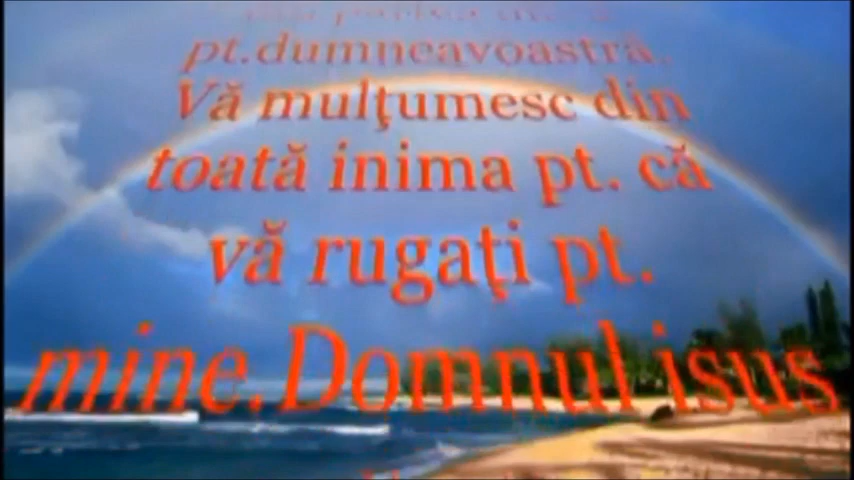 pt.dumneavoastră.
Vă mulţumesc din
toată inima pt. că
vă rugaţi pt.
mine.Domnul isus